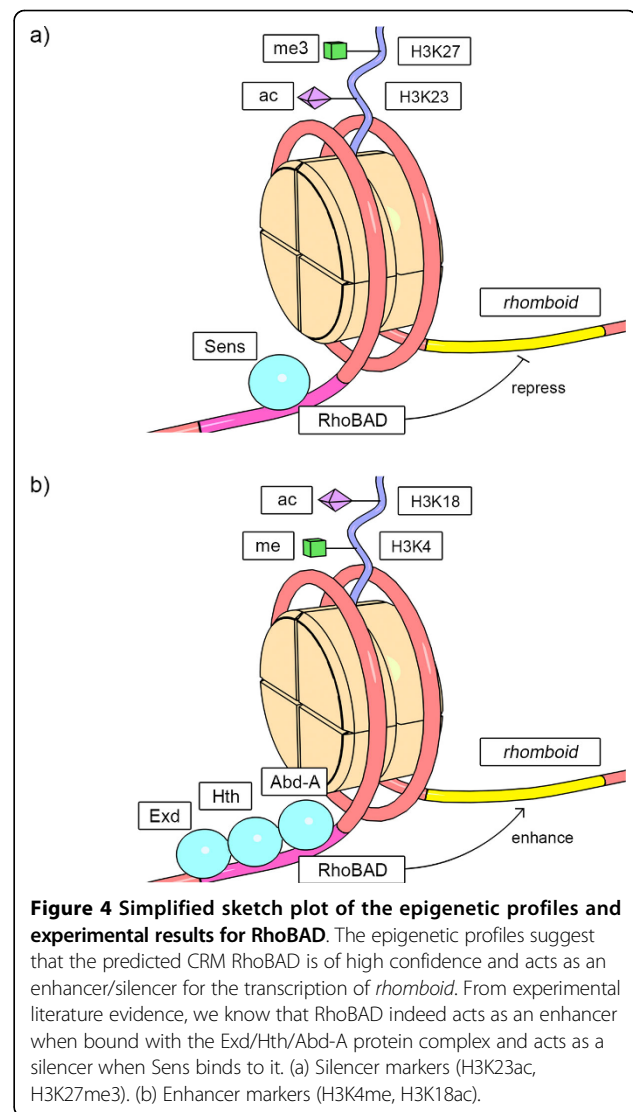 a)
me3
H3K27
ac
H3K23
rhomboid
Sens
repress
RhoBAD
b)
ac
H3K18
me
H3K4
rhomboid
Abd-A
Hth
Exd
enhance
RhoBAD
Figure 4 Simplified sketch plot of the epigenetic profiles and
experimental results for RhoBAD. The epigenetic profiles suggest
that the predicted CRM RhoBAD is of high confidence and acts as an
enhancer/silencer for the transcription of rhomboid. From experimental
literature evidence, we know that RhoBAD indeed acts as an enhancer
when bound with the Exd/Hth/Abd-A protein complex and acts as a
silencer when Sens binds to it. (a) Silencer markers (H3K23ac,
H3K27me3). (b) Enhancer markers (H3K4me, H3K18ac).